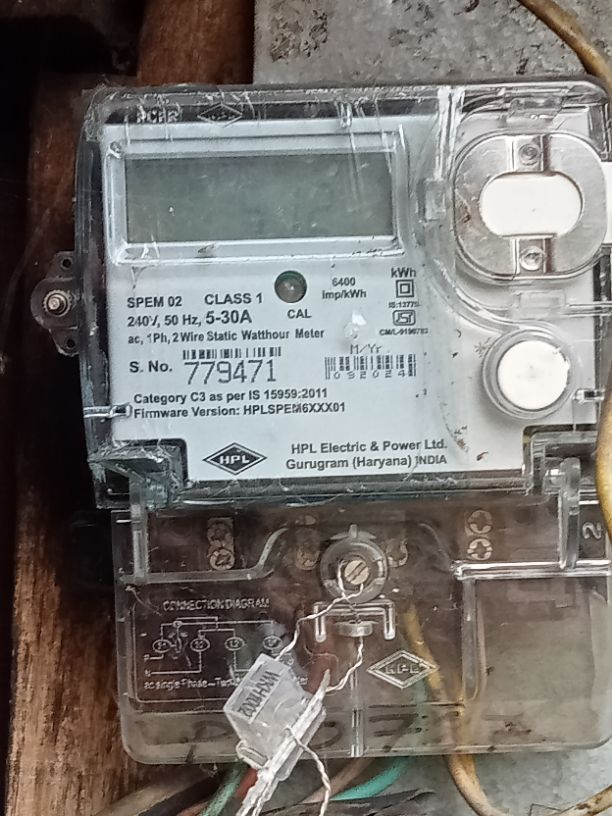 SPEM 02 CLASS 1
6400
imp/kWh
kWh
240V, 50 Hz, 5-30A
CAL
ac, 1Ph, 2 Wire Static Watthour Meter
M/Yr.
S. No. 779471
092024
Category C3 as per IS 15959:2011
Firmware Version: HPLSPEM6XXX01
HPL
HPL Electric & Power Ltd.
Gurugram (Haryana) INDIA
2
CONNECTION DIAGRAM
HPL